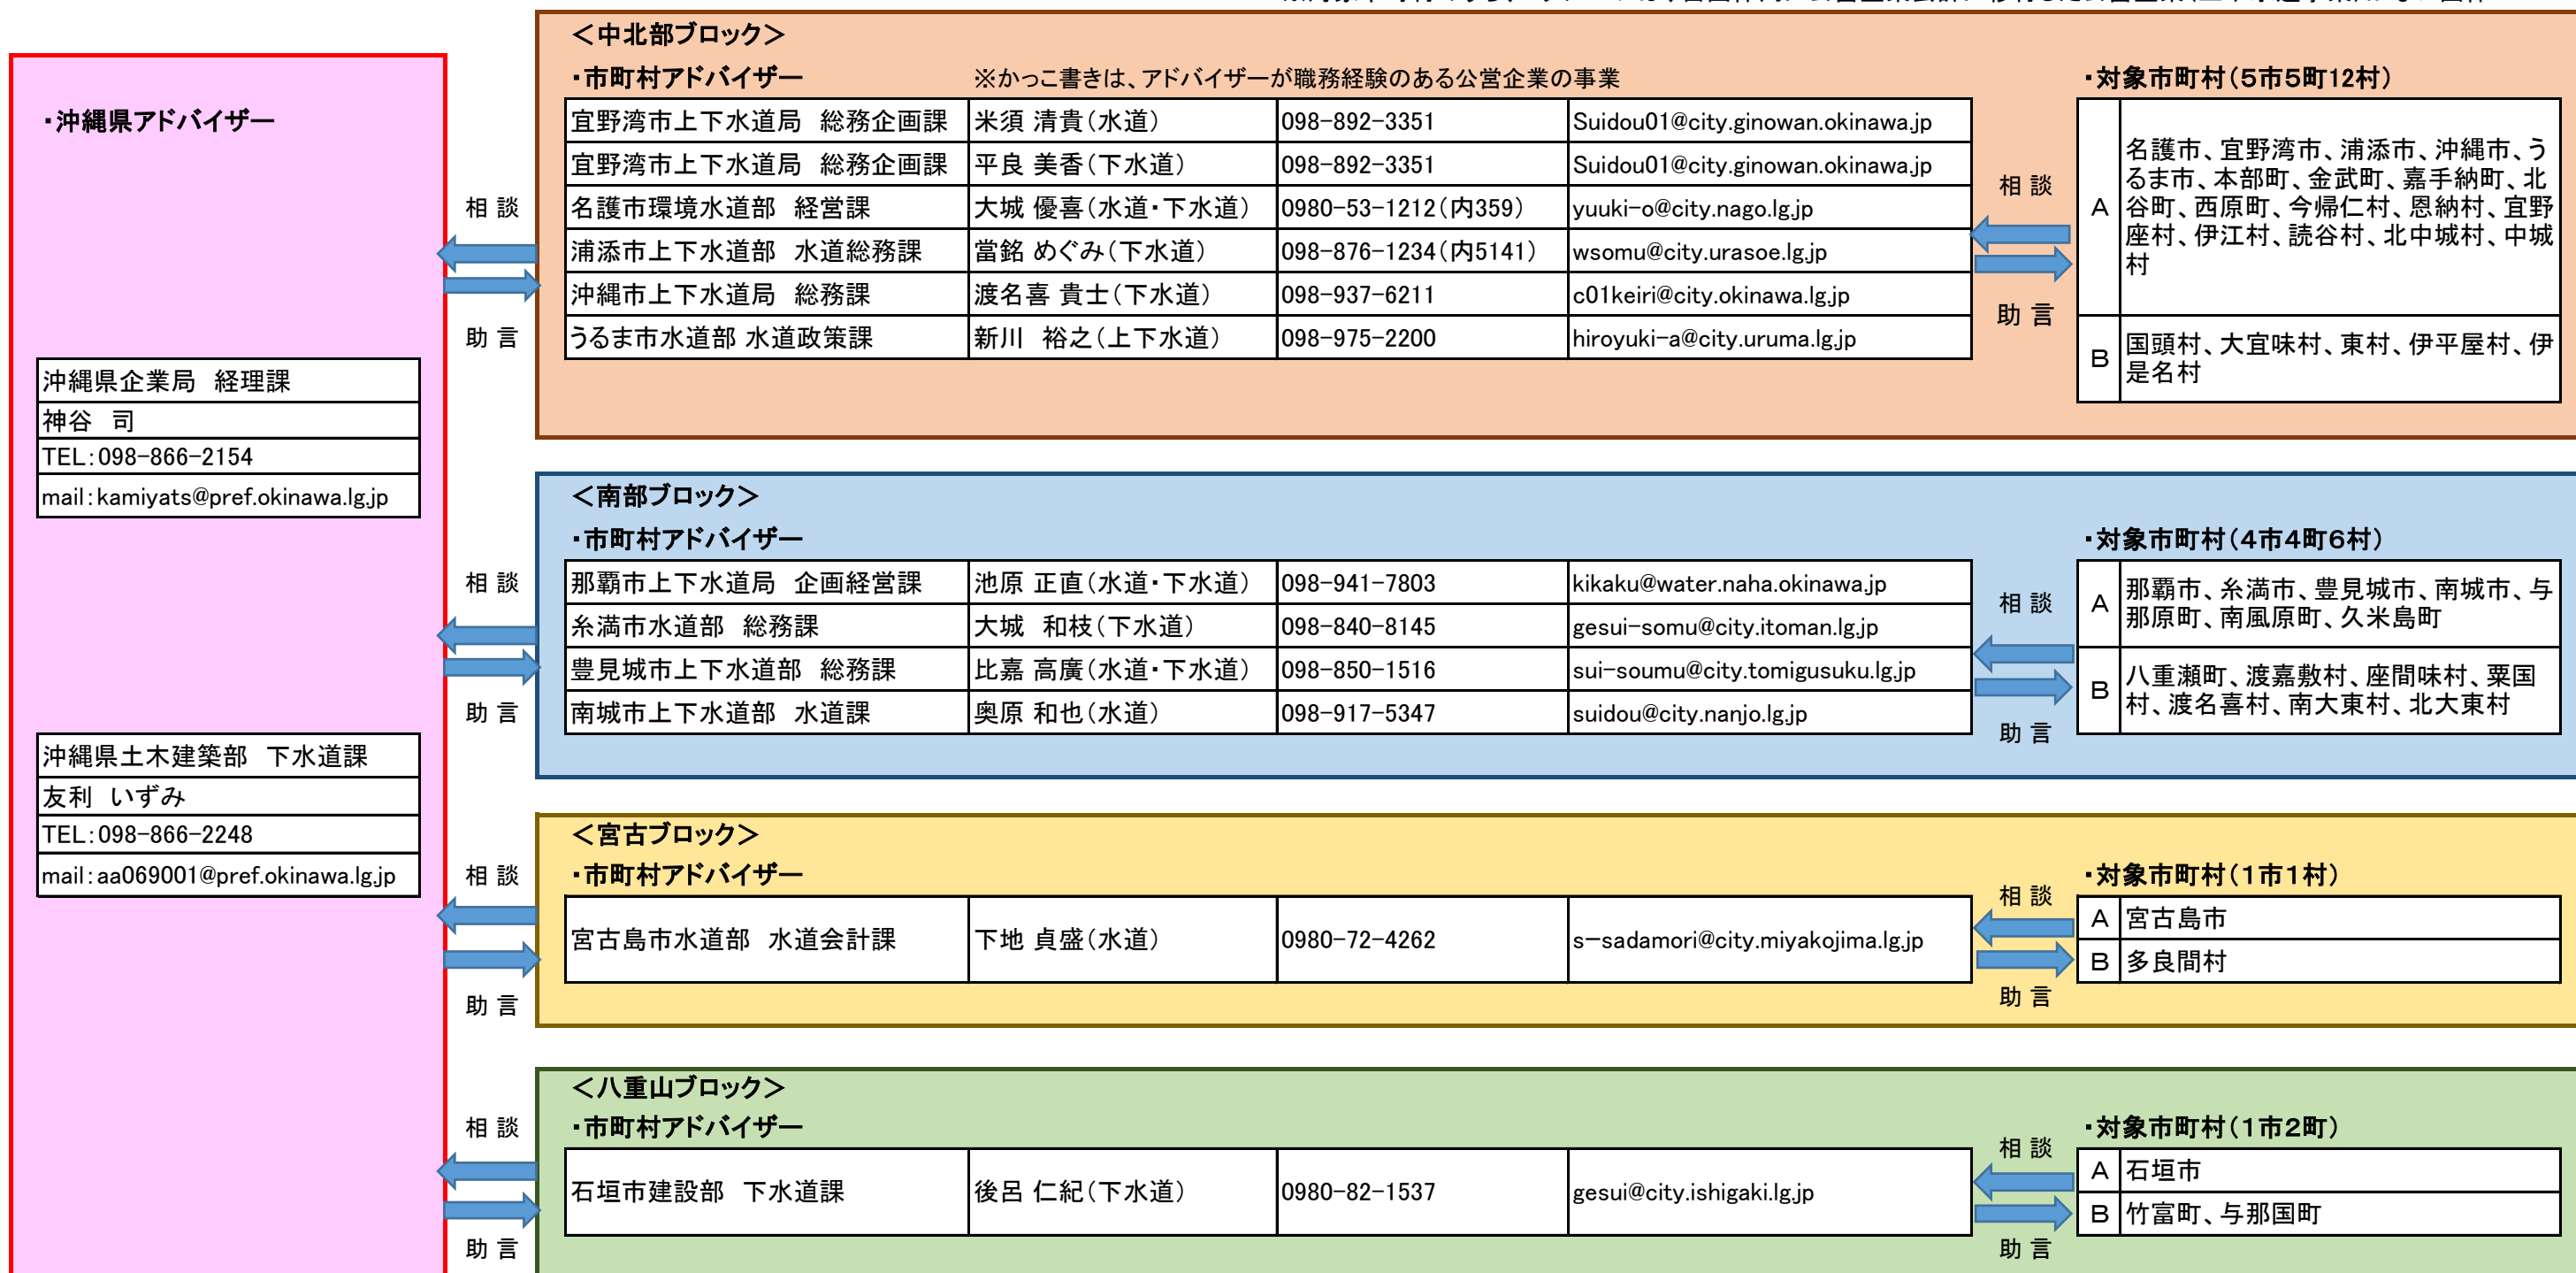 ・沖縄県アドバイザー
沖縄県企業局　経理課
神谷　司
TEL：098-866-2154
mail：kamiyats@pref.okinawa.lg.jp
沖縄県土木建築部　下水道課
友利　いずみ
TEL：098-866-2248
mail：aa069001@pref.okinawa.lg.jp
相 談
助 言
＜中北部ブロック＞
・市町村アドバイザー　※かっこ書きは、アドバイザーが職務経験のある公営企業の事業
宜野湾市上下水道局　総務企画課 米須 清貴（水道） 098-892-3351 Suidou01@city.ginowan.okinawa.jp
宜野湾市上下水道局　総務企画課 平良 美香（下水道） 098-892-3351 Suidou01@city.ginowan.okinawa.jp
名護市環境水道部　経営課 大城 優喜（水道・下水道） 0980-53-1212（内359） yuuki-o@city.nago.lg.jp
浦添市上下水道部　水道総務課 當銘 めぐみ（下水道） 098-876-1234（内5141） wsomu@city.urasoe.lg.jp
沖縄市上下水道局　総務課 渡名喜 貴士（下水道） 098-937-6211 c01keiri@city.okinawa.lg.jp
うるま市水道部 水道政策課 新川　裕之（上下水道） 098-975-2200 hiroyuki-a@city.uruma.lg.jp
相 談
助 言
・対象市町村（5市5町12村）
A
名護市、宜野湾市、浦添市、沖縄市、う
るま市、本部町、金武町、嘉手納町、北
谷町、西原町、今帰仁村、恩納村、宜野
座村、伊江村、読谷村、北中城村、中城
村
B
国頭村、大宜味村、東村、伊平屋村、伊
是名村
相 談
助 言
＜南部ブロック＞
・市町村アドバイザー
那覇市上下水道局　企画経営課 池原 正直（水道・下水道） 098-941-7803 kikaku@water.naha.okinawa.jp
糸満市水道部　総務課 大城　和枝（下水道） 098-840-8145 gesui-somu@city.itoman.lg.jp
豊見城市上下水道部　総務課 比嘉 高廣（水道・下水道） 098-850-1516 sui-soumu@city.tomigusuku.lg.jp
南城市上下水道部　水道課 奥原 和也（水道） 098-917-5347 suidou@city.nanjo.lg.jp
相 談
助 言
・対象市町村（4市4町6村）
A
那覇市、糸満市、豊見城市、南城市、与
那原町、南風原町、久米島町
B
八重瀬町、渡嘉敷村、座間味村、粟国
村、渡名喜村、南大東村、北大東村
相 談
助 言
＜宮古ブロック＞
・市町村アドバイザー
宮古島市水道部　水道会計課 下地 貞盛（水道） 0980-72-4262 s-sadamori@city.miyakojima.lg.jp
相 談
助 言
・対象市町村（1市1村）
A 宮古島市
B 多良間村
相 談
助 言
＜八重山ブロック＞
・市町村アドバイザー
石垣市建設部　下水道課 後呂 仁紀（下水道） 0980-82-1537 gesui@city.ishigaki.lg.jp
相 談
助 言
・対象市町村（1市2町）
A 石垣市
B 竹富町、与那国町